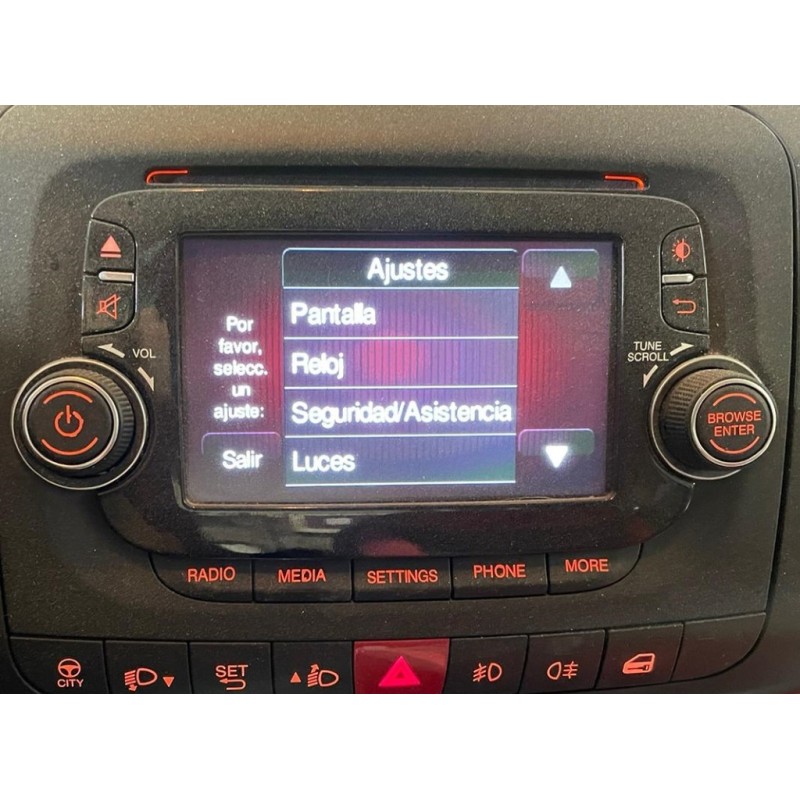 Ajustes
Por
favor,
selecc.
un
ajuste:
Pantalla
Reloj
Seguridad/Asistencia
Luces
Salir
VOL
TUNE
SCROLL
BROWSE
ENTER
RADIO
MEDIA
SETTINGS
PHONE
MORE
CITY
SET